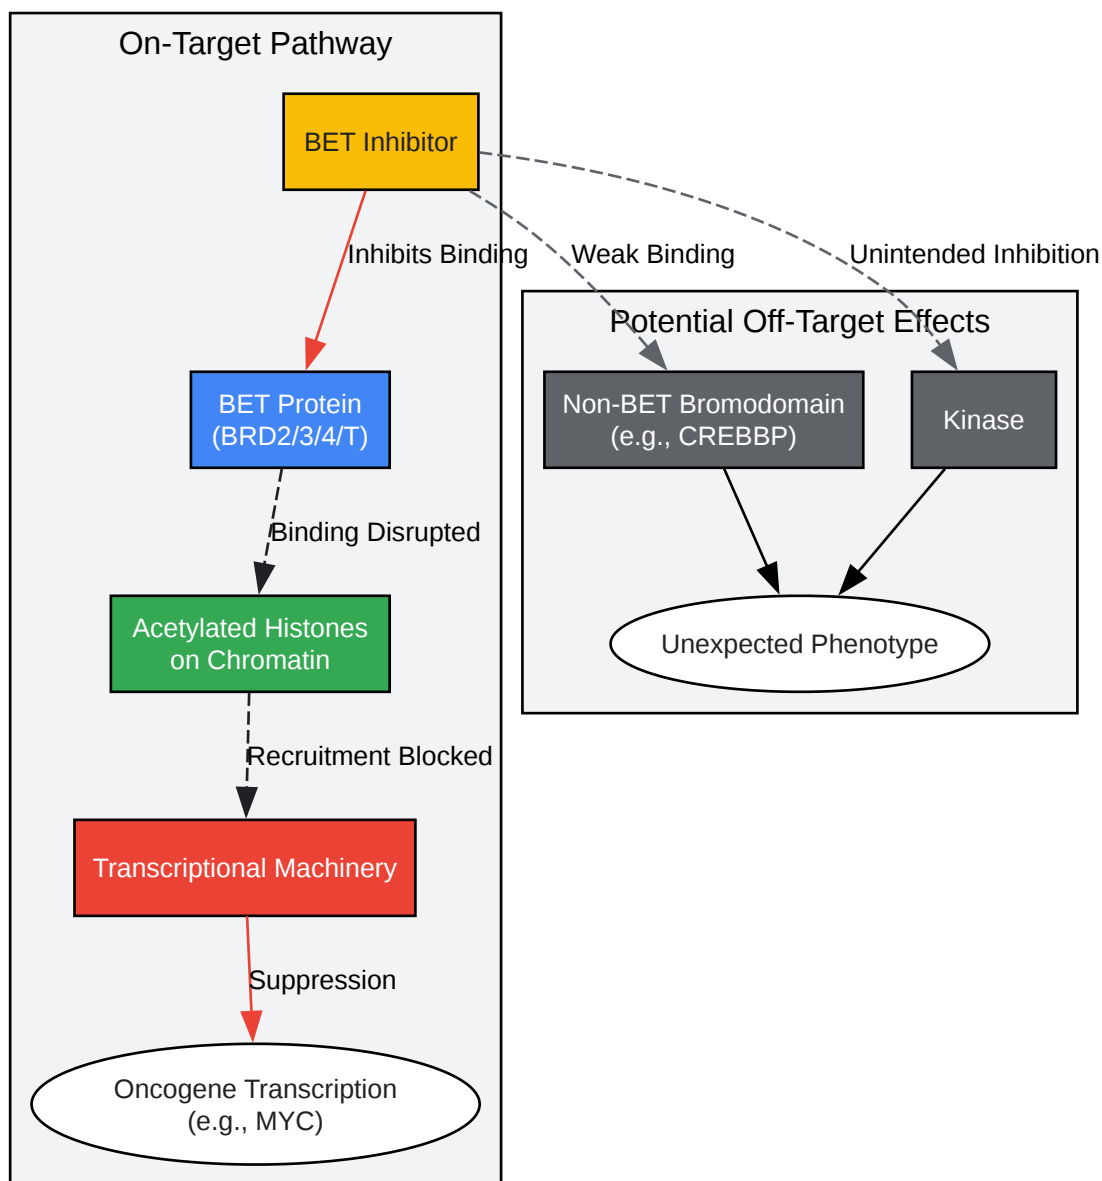 On-Target Pathway
BET Inhibitor
Inhibits Binding
Weak Binding
Unintended Inhibition
Potential Off-Target Effects
BET Protein
(BRD2/3/4/T)
Non-BET Bromodomain
(e.g., CREBBP)
Kinase
Binding Disrupted
Acetylated Histones
on Chromatin
Unexpected Phenotype
Recruitment Blocked
Transcriptional Machinery
Suppression
Oncogene Transcription
(e.g., MYC)